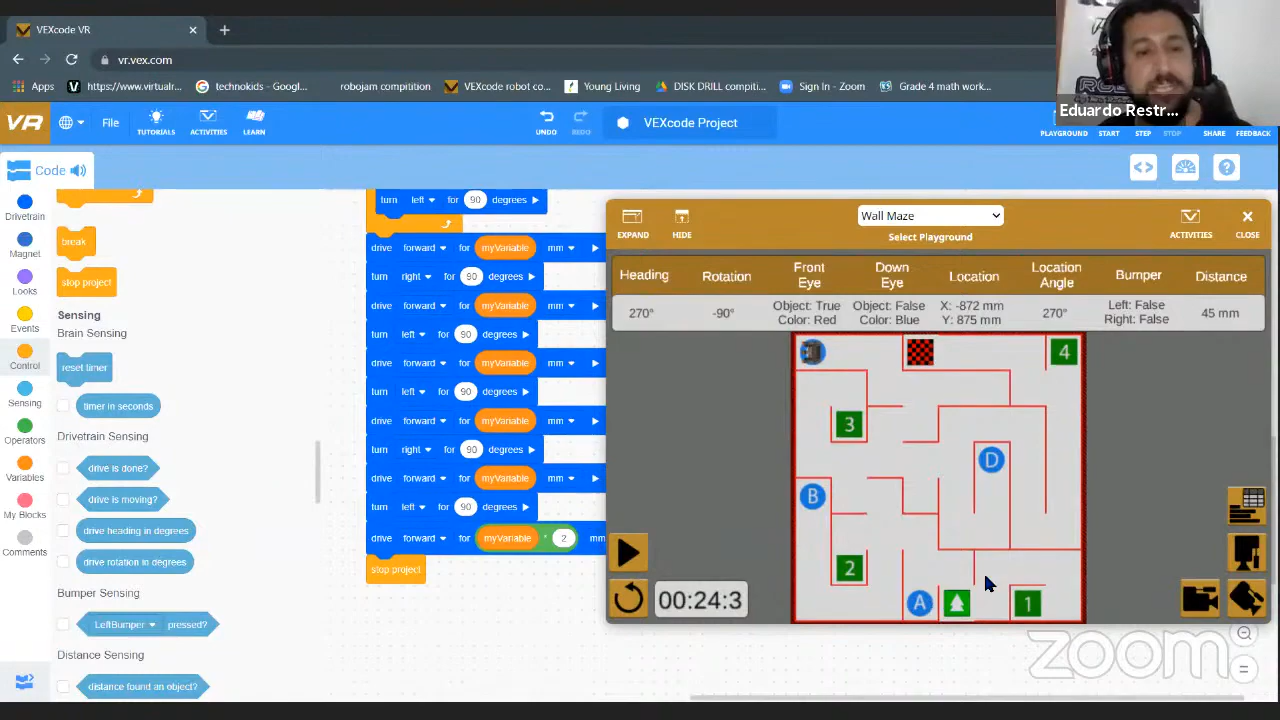 VEXcode VR
vr.vex.com
Apps
https://www.virtualr...
technokids - Googl...
robojam compitition
VEXcode robot co...
Young Living
DISK DRILL compiti...
Sign In - Zoom
Grade 4 math work...
Eduardo Restr...
VR
File
TUTORIALS
ACTIVITIES
LEARN
UNDO
REDO
VEXcode Project
PLAYGROUND
START
STEP
STOP
SHARE
FEEDBACK
Code
Drivetrain
Magnet
Looks
Events
Control
Sensing
Operators
Variables
My Blocks
Comments
break
stop project
Sensing
Brain Sensing
reset timer
timer in seconds
Drivetrain Sensing
drive is done?
drive is moving?
drive heading in degrees
drive rotation in degrees
Bumper Sensing
LeftBumper pressed?
Distance Sensing
distance found an object?
turn left for 90 degrees
drive forward for myVariable mm
turn right for 90 degrees
drive forward for myVariable mm
turn left for 90 degrees
drive forward for myVariable mm
turn left for 90 degrees
drive forward for myVariable mm
turn right for 90 degrees
drive forward for myVariable mm
turn left for 90 degrees
drive forward for myVariable * 2 mm
stop project
EXPAND
HIDE
Wall Maze
Select Playground
ACTIVITIES
CLOSE
Heading
Rotation
Front Eye
Down Eye
Location
Location Angle
Bumper
Distance
270°
-90°
Object: True
Color: Red
Object: False
Color: Blue
X: -872 mm
Y: 875 mm
270°
Left: False
Right: False
45 mm
4
3
D
B
2
A
1
00:24:3
zoom